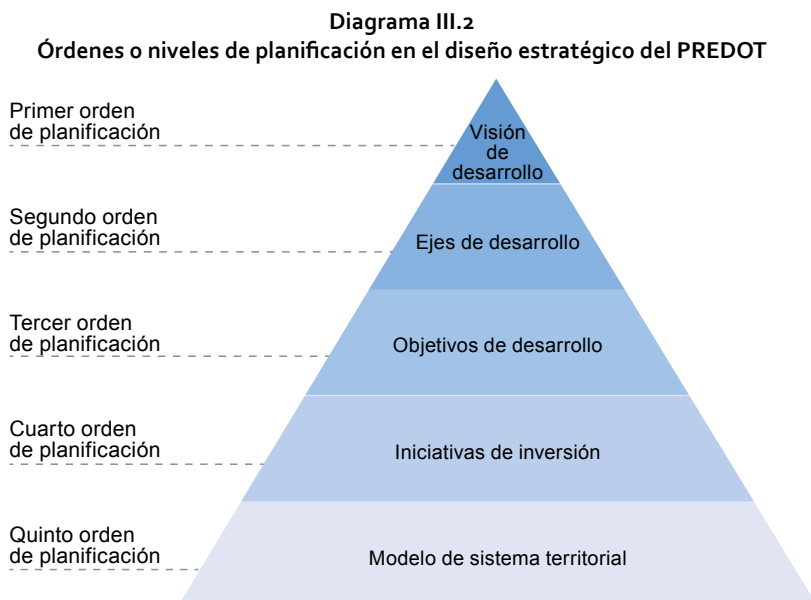 Diagrama III.2
Órdenes o niveles de planificación en el diseño estratégico del PREDOT
Primer orden
de planificación
Visión
de
desarrollo
Segundo orden
de planificación
Ejes de desarrollo
Tercer orden
de planificación
Objetivos de desarrollo
Cuarto orden
de planificación
Iniciativas de inversión
Quinto orden
de planificación
Modelo de sistema territorial